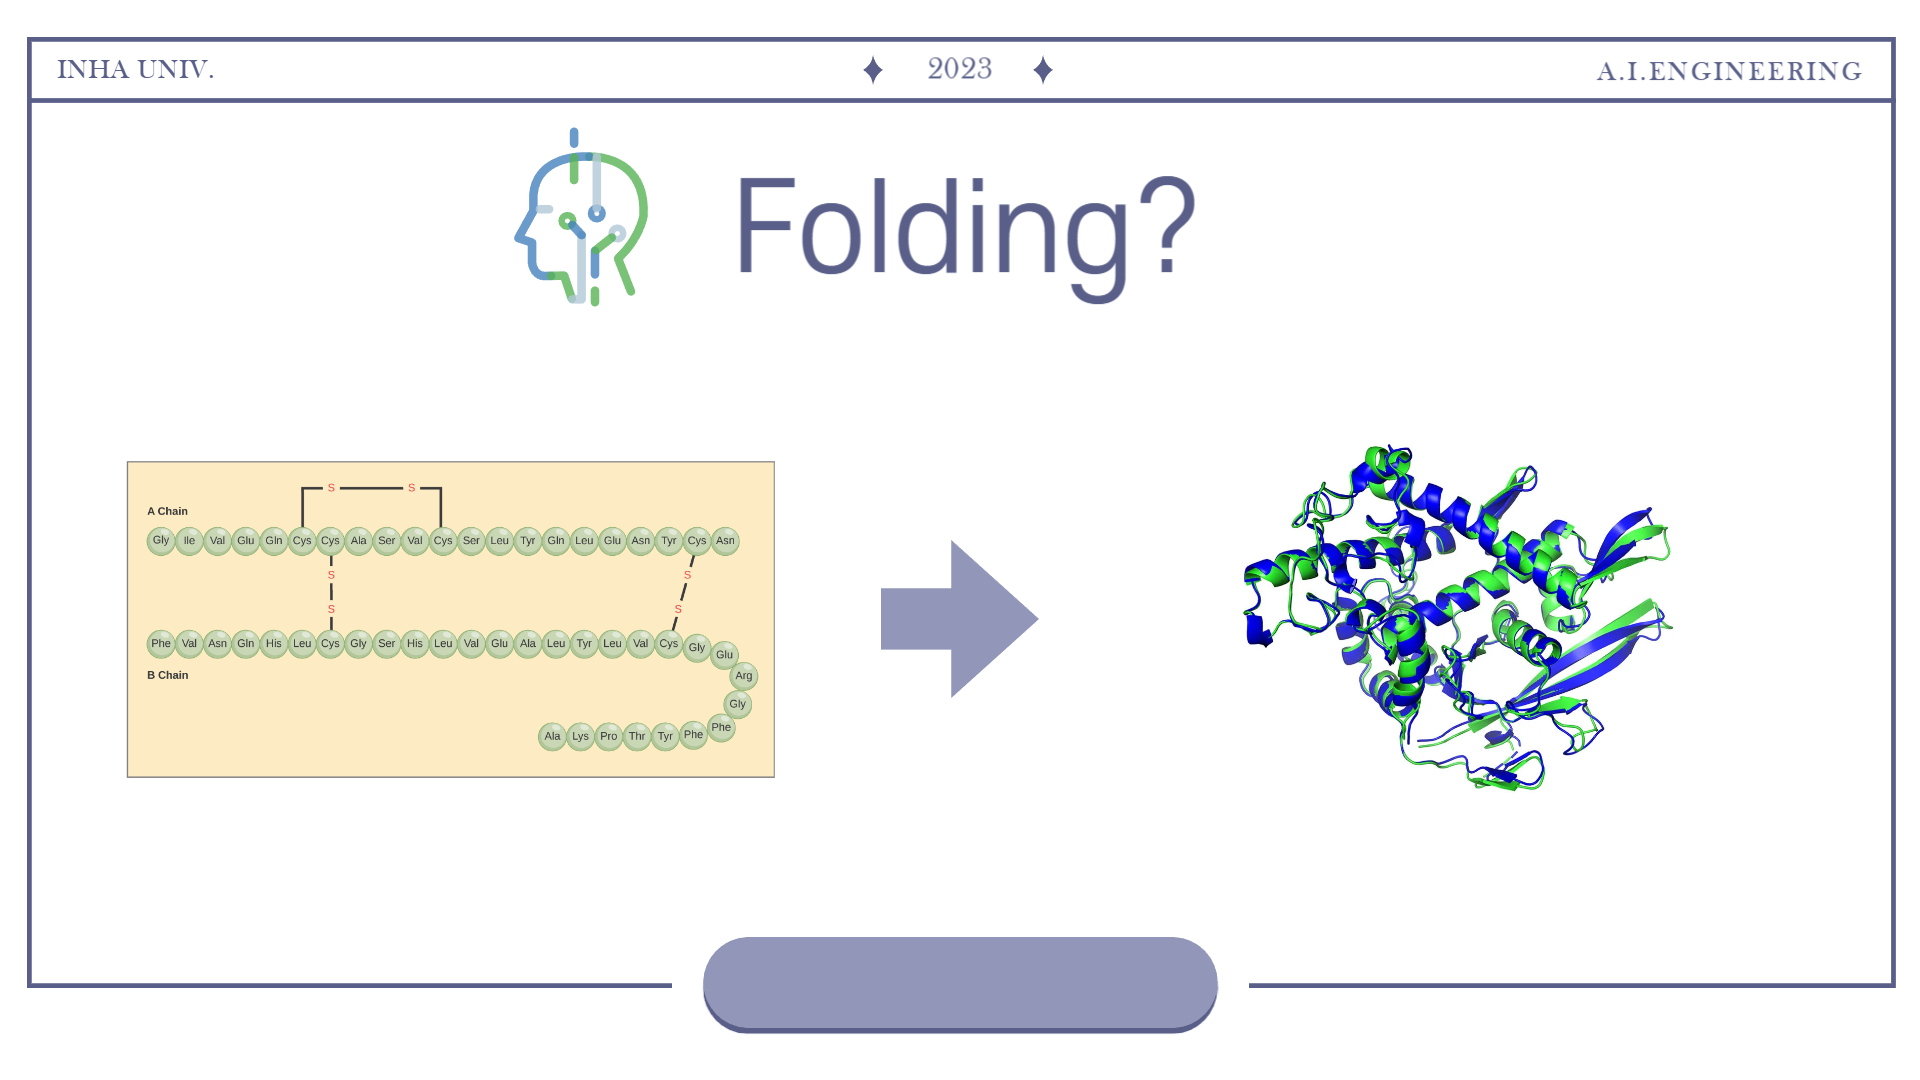 INHA UNIV.
2023
A.I.ENGINEERING
Folding?
S S
A Chain
Gly Ile Val Glu Gln Cys Cys Ala Ser Val Cys Ser Leu Tyr Gln Leu Glu Asn Tyr Cys Asn
S S
S S
Phe Val Asn Gln His Leu Cys Gly Ser His Leu Val Glu Ala Leu Tyr Leu Val Cys Gly Glu
B Chain
Arg
Gly
Ala Lys Pro Thr Tyr Phe Phe